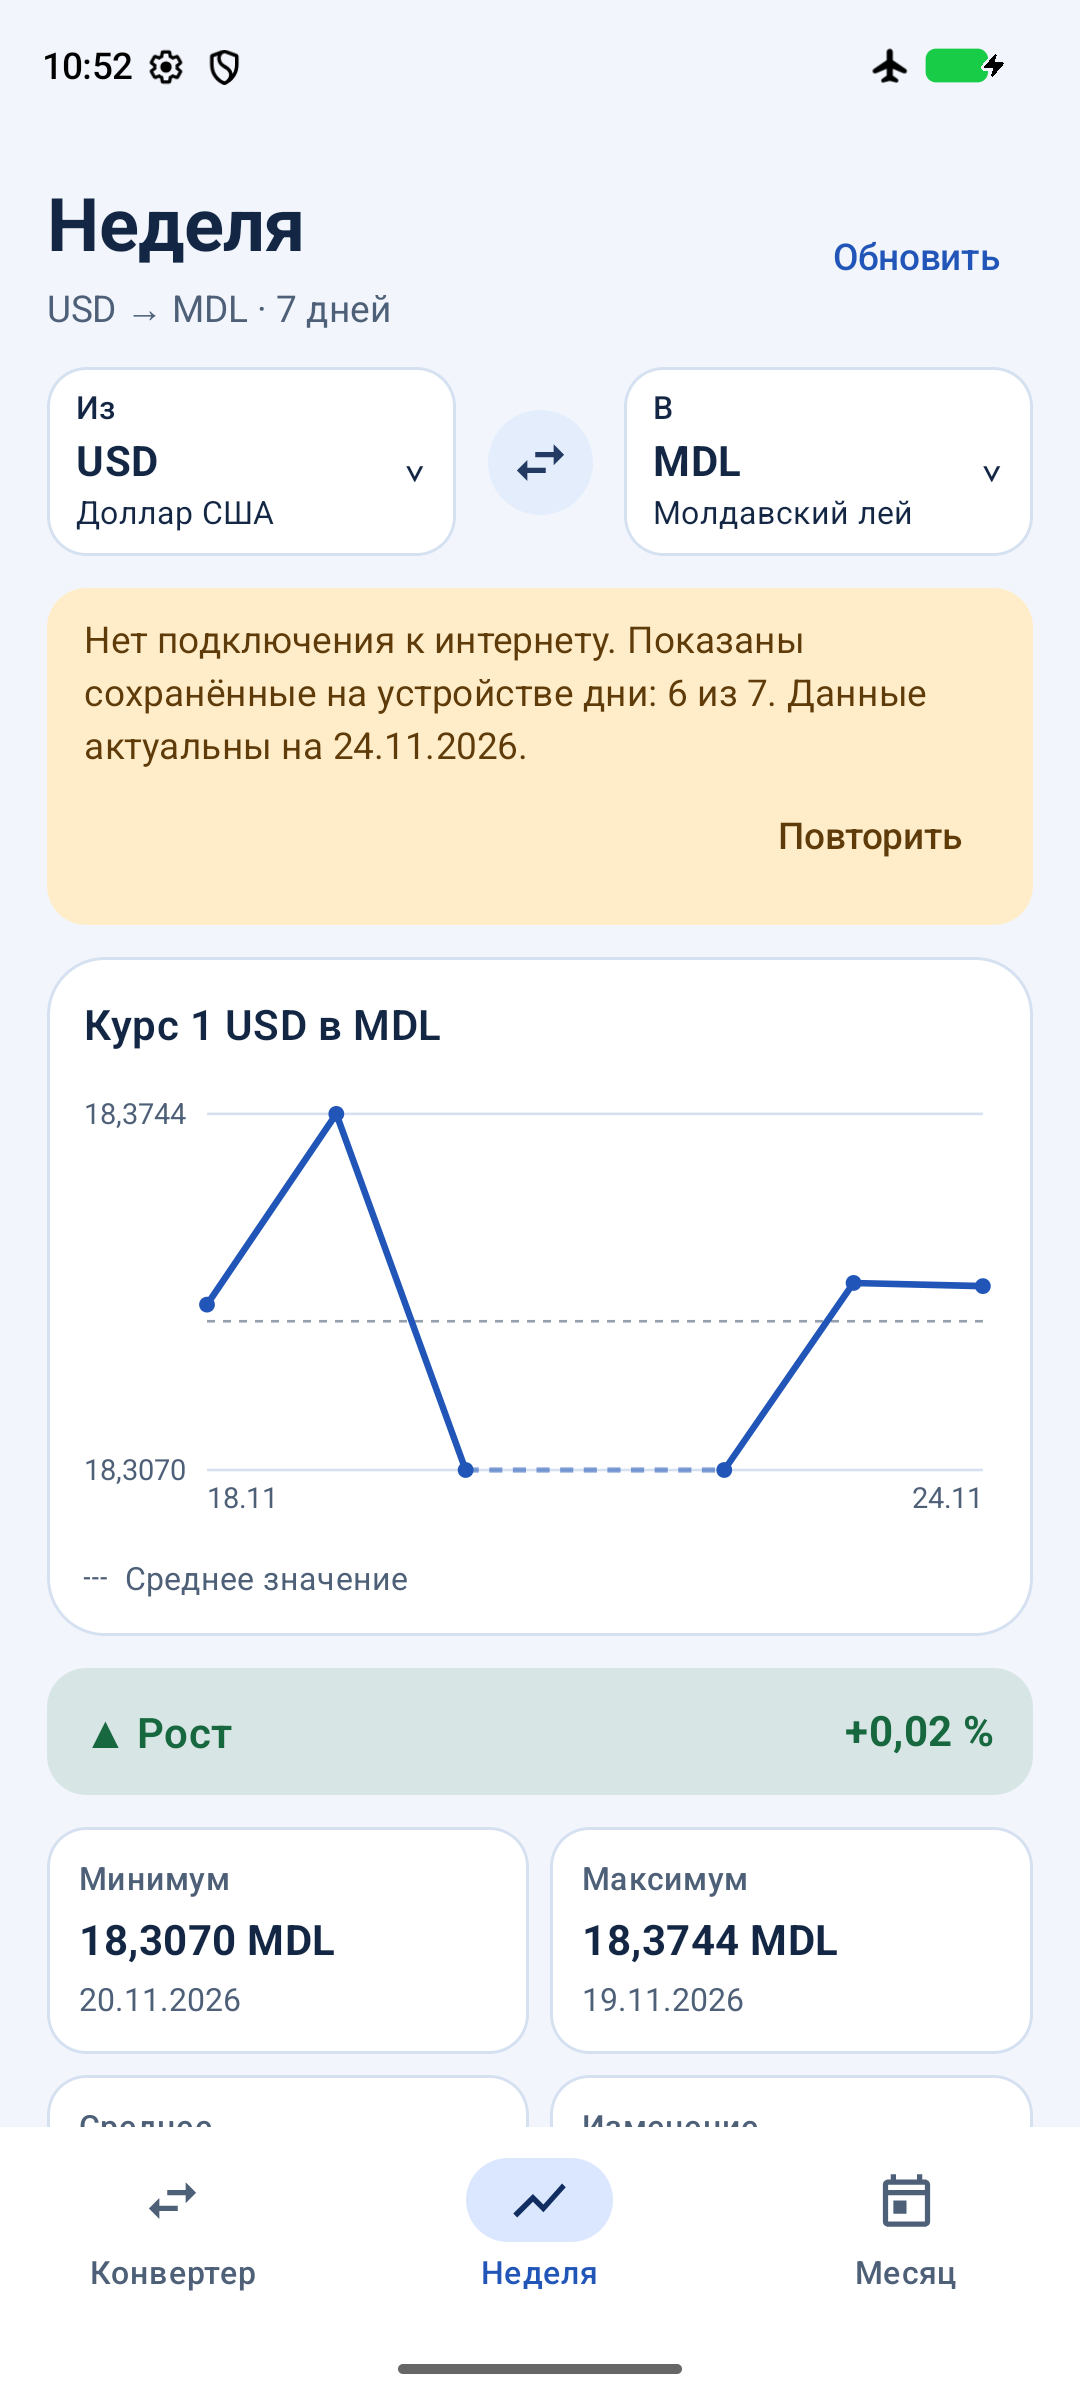 10:52
Неделя
Обновить
USD → MDL · 7 дней
Из
USD
Доллар США
В
MDL
Молдавский лей
Нет подключения к интернету. Показаны
сохранённые на устройстве дни: 6 из 7. Данные
актуальны на 24.11.2026.
Повторить
Курс 1 USD в MDL
18,3744
18,3070
18.11
24.11
--- Среднее значение
▲ Рост
+0,02 %
Минимум
18,3070 MDL
20.11.2026
Максимум
18,3744 MDL
19.11.2026
Среднее
Изменение
Конвертер
Неделя
Месяц